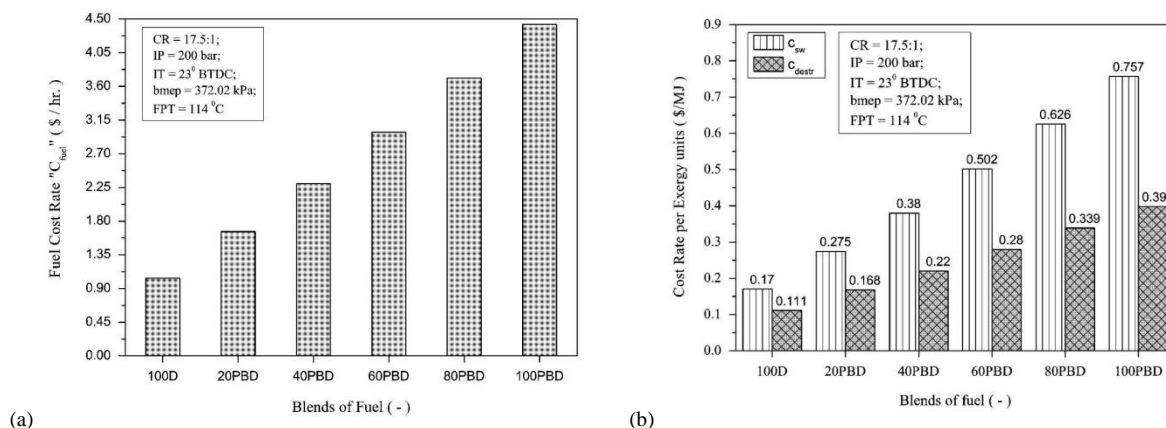 4.50
4.05
3.60
3.15
2.70
2.25
1.80
1.35
0.90
0.45
0.00
Fuel Cost Rate "C_fuel" ( $ / hr. )
CR = 17.5:1;
IP = 200 bar;
IT = 23⁰ BTDC;
bmep = 372.02 kPa;
FPT = 114 ⁰C
100D 20PBD 40PBD 60PBD 80PBD 100PBD
Blends of Fuel ( - )
(a)
0.9
0.8
0.7
0.6
0.5
0.4
0.3
0.2
0.1
0.0
Cost Rate per Exergy units ( $/MJ)
C_sw
C_destr
CR = 17.5:1;
IP = 200 bar;
IT = 23⁰ BTDC;
bmep = 372.02 kPa;
FPT = 114 ⁰C
0.17
0.111
0.275
0.168
0.38
0.22
0.502
0.28
0.626
0.339
0.757
0.39
100D 20PBD 40PBD 60PBD 80PBD 100PBD
Blends of fuel ( - )
(b)